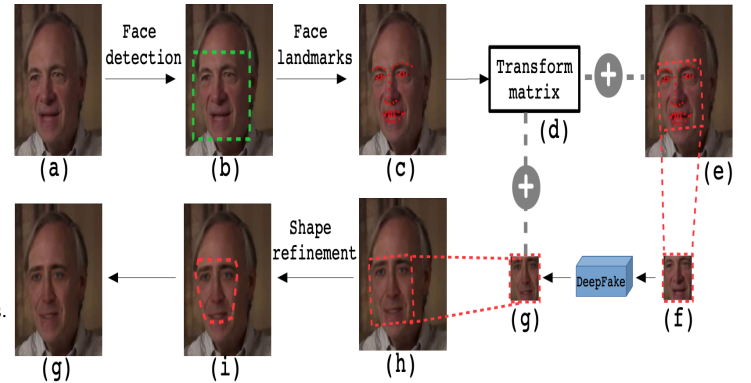 Face
detection
Face
landmarks
Transform
matrix
(a)
(b)
(c)
(d)
(e)
Shape
refinement
DeepFake
s.
(g)
(i)
(h)
(g)
(f)